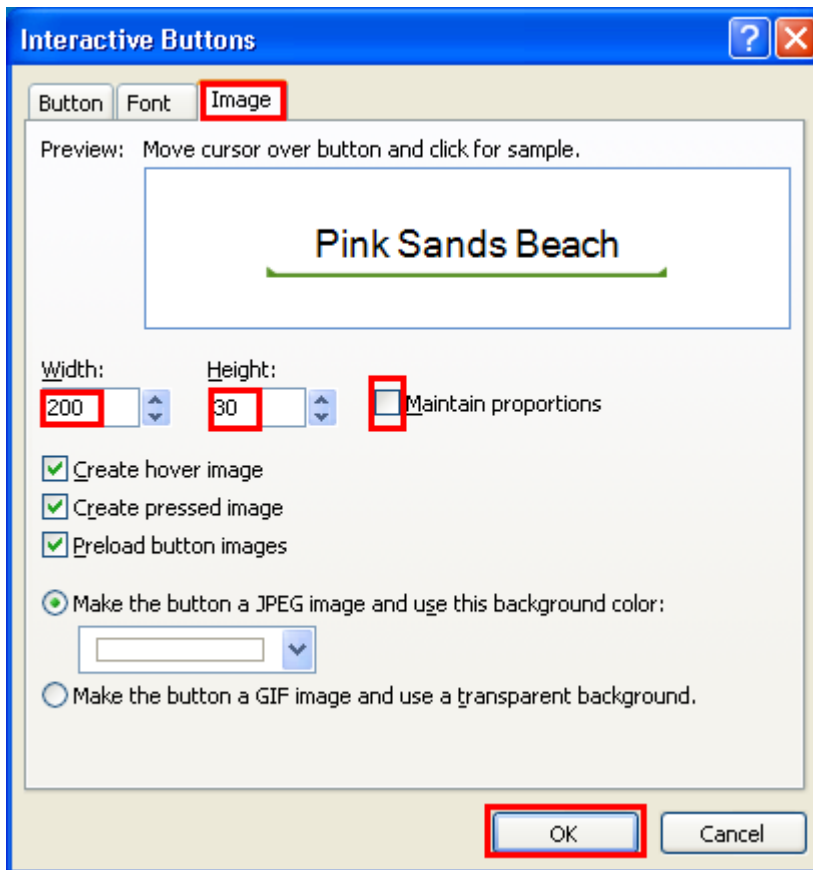 Interactive Buttons
Button Font Image
Preview: Move cursor over button and click for sample.
Pink Sands Beach
Width: Height:
200 30 Maintain proportions
Create hover image
Create pressed image
Preload button images
Make the button a JPEG image and use this background color:
Make the button a GIF image and use a transparent background.
OK Cancel